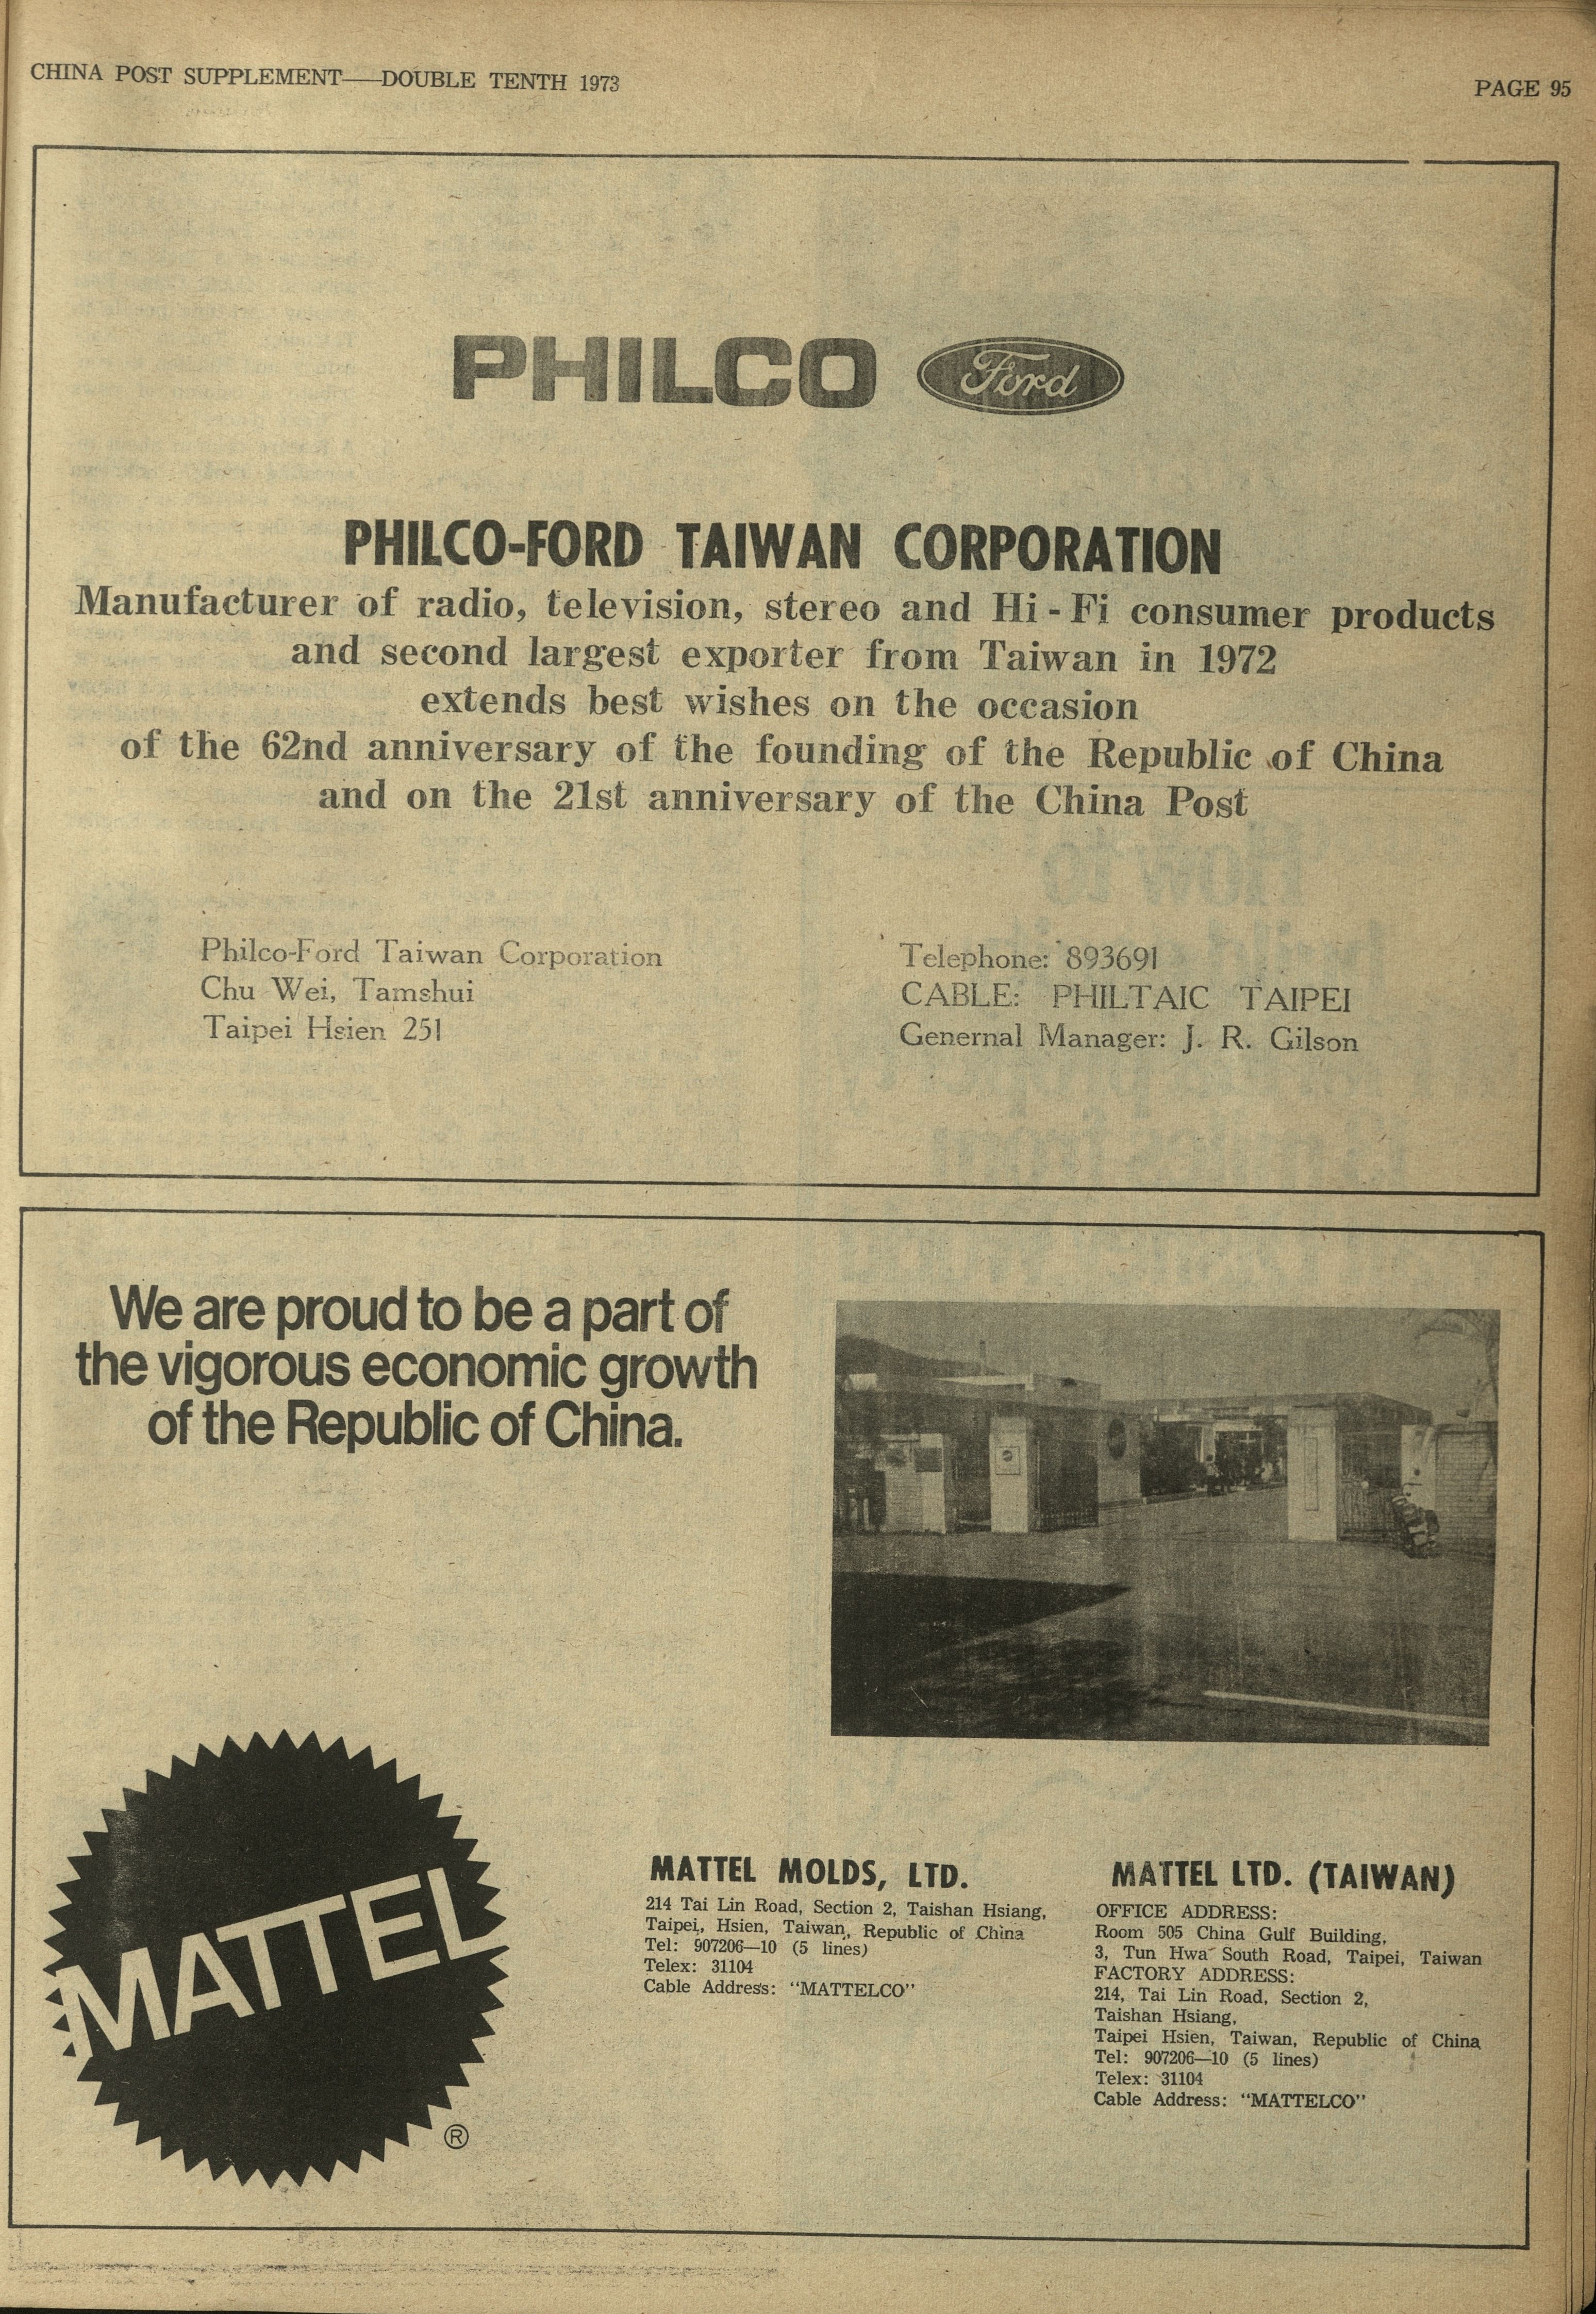 CHINA POST SUPPLEMENT——DOUBLE TENTH 1973
PAGE 95
PHILCO Ford
PHILCO-FORD TAIWAN CORPORATION
Manufacturer of radio, television, stereo and Hi - Fi consumer products
and second largest exporter from Taiwan in 1972
extends best wishes on the occasion
of the 62nd anniversary of the founding of the Republic of China
and on the 21st anniversary of the China Post
Philco-Ford Taiwan Corporation
Chu Wei, Tamshui
Taipei Hsien 251
Telephone: 893691
CABLE: PHILTAIC TAIPEI
Genernal Manager: J. R. Gilson
We are proud to be a part of
the vigorous economic growth
of the Republic of China.
MATTEL
®
MATTEL MOLDS, LTD.
214 Tai Lin Road, Section 2, Taishan Hsiang,
Taipei, Hsien, Taiwan, Republic of China
Tel: 907206—10 (5 lines)
Telex: 31104
Cable Address: "MATTELCO"
MATTEL LTD. (TAIWAN)
OFFICE ADDRESS:
Room 505 China Gulf Building,
3, Tun Hwa South Road, Taipei, Taiwan
FACTORY ADDRESS:
214, Tai Lin Road, Section 2,
Taishan Hsiang,
Taipei Hsien, Taiwan, Republic of China
Tel: 907206—10 (5 lines)
Telex: 31104
Cable Address: "MATTELCO"